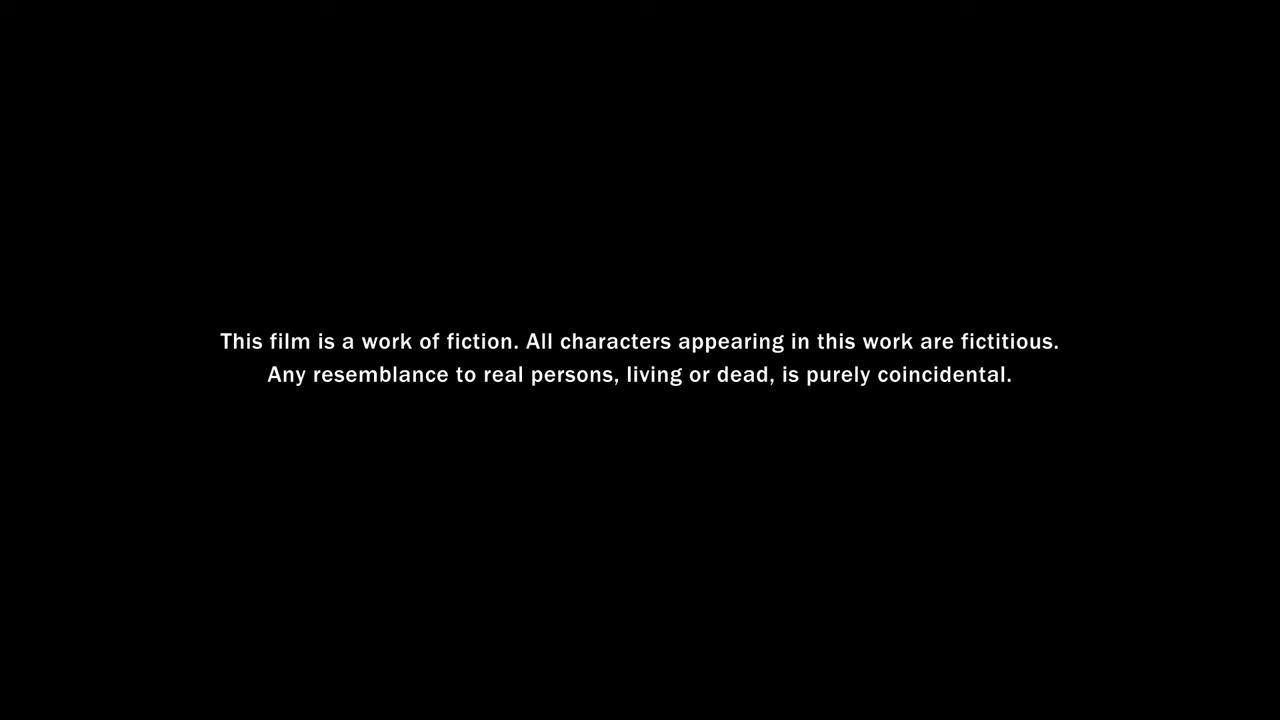 This film is a work of fiction. All characters appearing in this work are fictitious.
Any resemblance to real persons, living or dead, is purely coincidental.